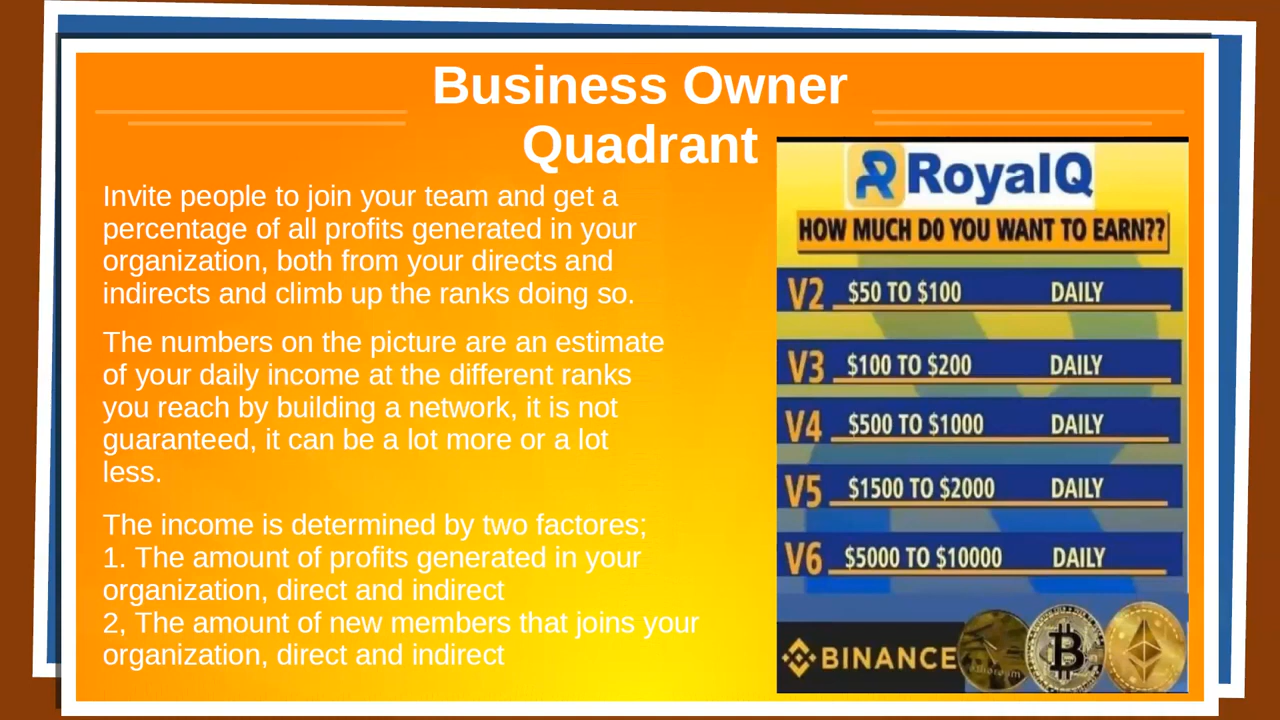 Business Owner
Quadrant
Invite people to join your team and get a
percentage of all profits generated in your
organization, both from your directs and
indirects and climb up the ranks doing so.
The numbers on the picture are an estimate
of your daily income at the different ranks
you reach by building a network, it is not
guaranteed, it can be a lot more or a lot
less.
The income is determined by two factores;
1. The amount of profits generated in your
organization, direct and indirect
2, The amount of new members that joins your
organization, direct and indirect
RoyalQ
HOW MUCH DO YOU WANT TO EARN??
V2 $50 TO $100 DAILY
V3 $100 TO $200 DAILY
V4 $500 TO $1000 DAILY
V5 $1500 TO $2000 DAILY
V6 $5000 TO $10000 DAILY
BINANCE